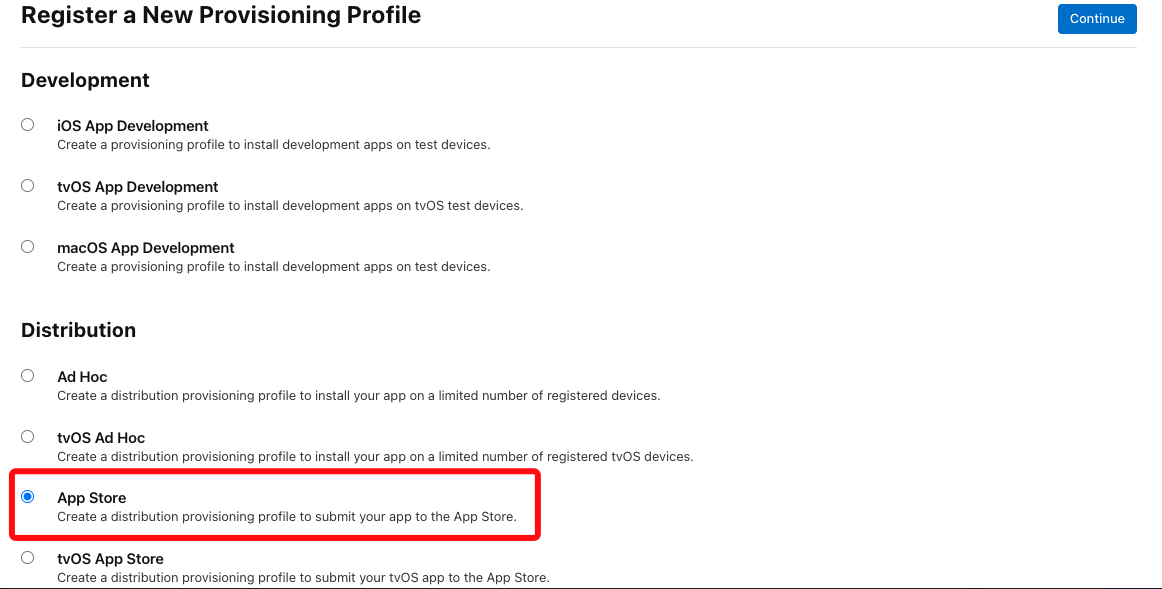 Register a New Provisioning Profile
Continue
Development
iOS App Development
Create a provisioning profile to install development apps on test devices.
tvOS App Development
Create a provisioning profile to install development apps on tvOS test devices.
macOS App Development
Create a provisioning profile to install development apps on test devices.
Distribution
Ad Hoc
Create a distribution provisioning profile to install your app on a limited number of registered devices.
tvOS Ad Hoc
Create a distribution provisioning profile to install your app on a limited number of registered tvOS devices.
App Store
Create a distribution provisioning profile to submit your app to the App Store.
tvOS App Store
Create a distribution provisioning profile to submit your tvOS app to the App Store.